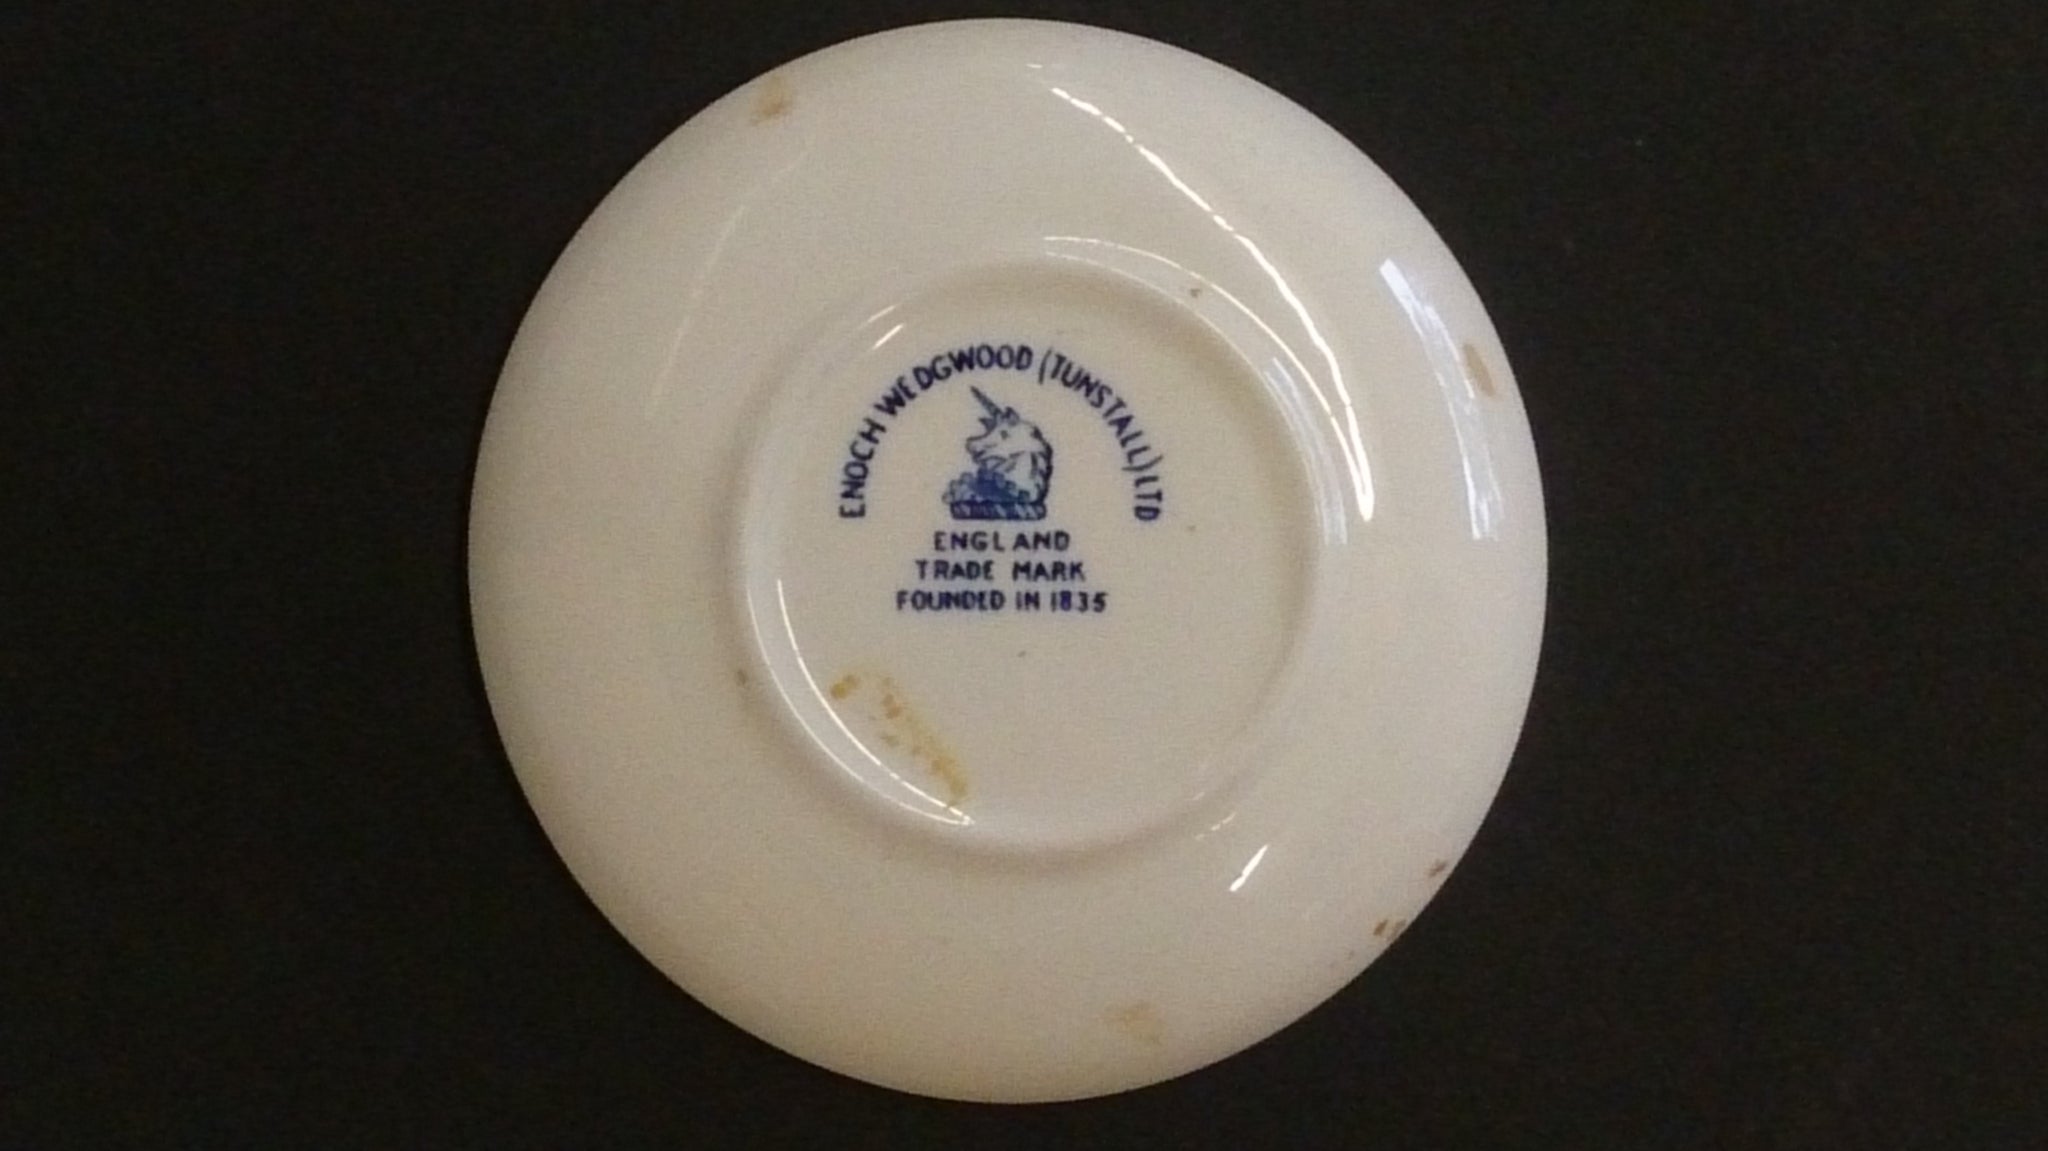 ENOCH WEDGWOOD (TUNSTALL) LTD
ENGLAND
TRADE MARK
FOUNDED IN 1835